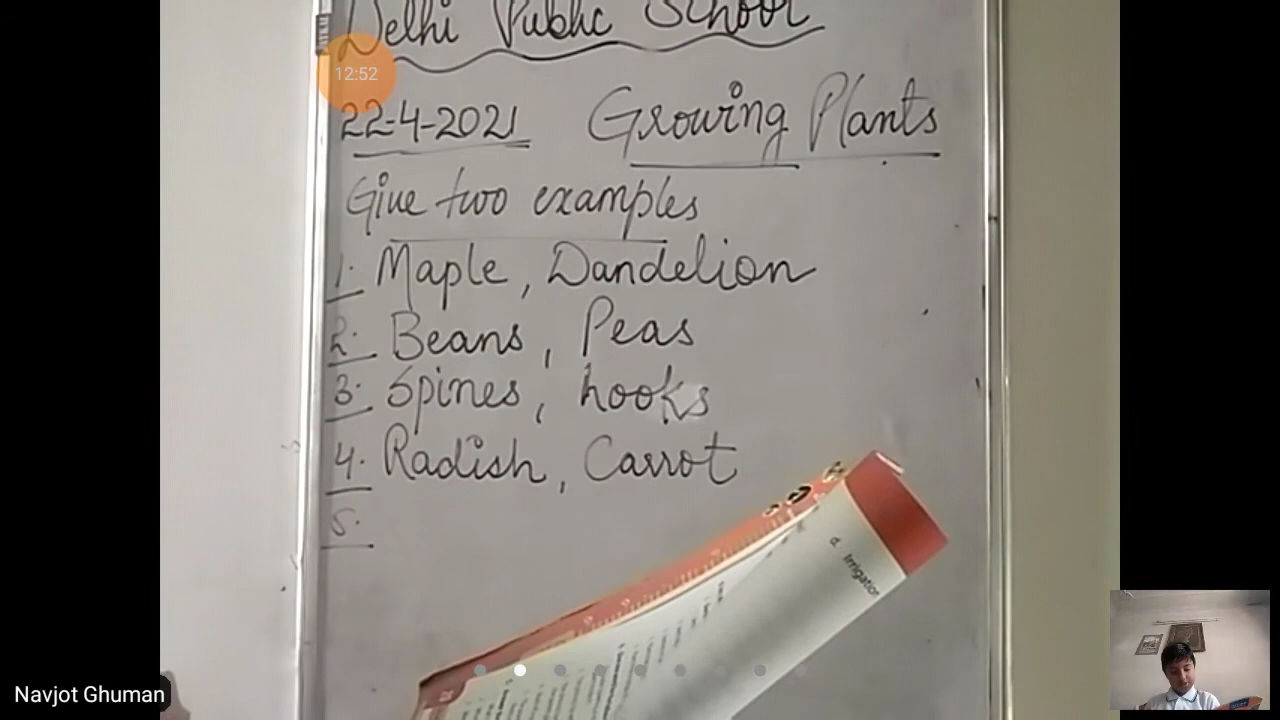 Delhi Public School
12:52
22-4-2021 Growing Plants
Give two examples
1. Maple, Dandelion
2. Beans, Peas
3. Spines, hooks
4. Radish, Carrot
5.
d. Irrigation
Navjot Ghuman